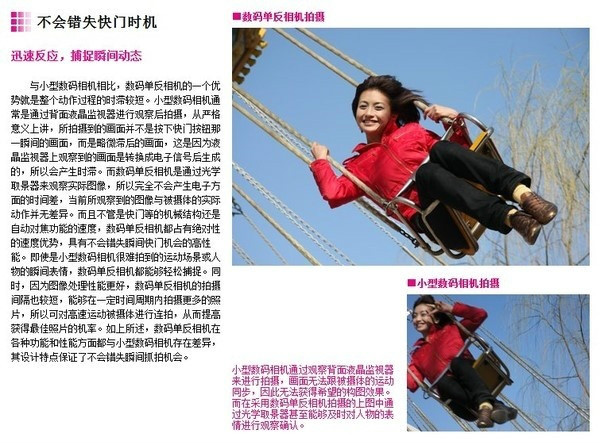 不会错失快门时机
迅速反应，捕捉瞬间动态
与小型数码相机相比，数码单反相机的一个优
势就是整个动作过程的时滞较短。小型数码相机通
常是通过背面液晶监视器进行观察后拍摄，从严格
意义上讲，所拍摄到的画面并不是按下快门按钮那
一瞬间的画面，而是略微滞后的画面，这是因为液
晶监视器上观察到的画面是转换成电子信号后生成
的，所以会产生时滞。而数码单反相机是通过光学
取景器来观察实际图像，所以完全不会产生电子方
面的时间差，当前所观察到的图像与被摄体的实际
动作并无差异。而且不管是快门等的机械结构还是
自动对焦功能的速度，数码单反相机都占有绝对性
的速度优势，具有不会错失瞬间快门机会的高性
能。即使是小型数码相机很难拍到的运动场景或人
物的瞬间表情，数码单反相机都能够轻松捕捉。同
时，因为图像处理性能更好，数码单反相机的拍摄
间隔也较短，能够在一定时间周期内拍摄更多的照
片，所以可对高速运动被摄体进行连拍，从而提高
获得最佳照片的机率。如上所述，数码单反相机在
各种功能和性能方面都与小型数码相机存在差异，
其设计特点保证了不会错失瞬间抓拍机会。
■数码单反相机拍摄
■小型数码相机拍摄
小型数码相机通过观察背面液晶监视器
来进行拍摄，画面无法跟被摄体的运动
同步，因此无法获得希望的构图效果。
而在采用数码单反相机拍摄的上图中通
过光学取景器甚至能够及时对人物的表
情进行观察确认。